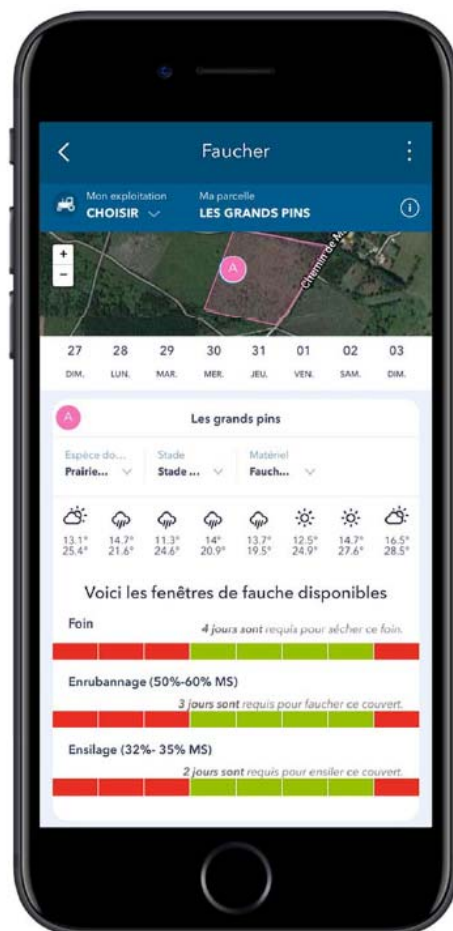 Faucher
Mon exploitation
CHOISIR
Ma parcelle
LES GRANDS PINS
i
+
−
A
Chemin de M
27 28 29 30 31 01 02 03
DIM. LUN. MAR. MER. JEU. VEN. SAM. DIM.
A
Les grands pins
Espèce do...
Prairie...
Stade
Stade ...
Matériel
Fauch...
13.1° 14.7° 11.3° 14° 13.7° 12.5° 14.7° 16.5°
25.4° 21.6° 24.6° 20.9° 19.5° 24.9° 27.6° 28.5°
Voici les fenêtres de fauche disponibles
Foin
4 jours sont requis pour sécher ce foin.
Enrubannage (50%-60% MS)
3 jours sont requis pour faucher ce couvert.
Ensilage (32%- 35% MS)
2 jours sont requis pour ensiler ce couvert.